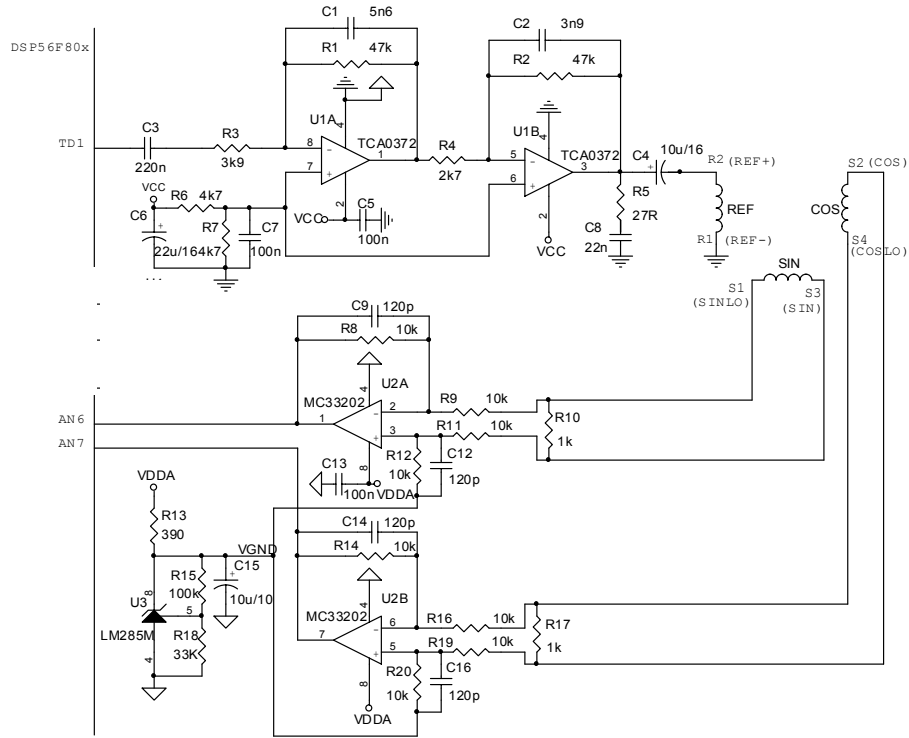 C1 5n6
R1 47k
C2 3n9
R2 47k
DSP56F80x
TD1
C3
220n
R3
3k9
U1A
4
8
7
1
2
TCA0372
R4
2k7
U1B
4
5
6
3
2
TCA0372
C4 10u/16
R2 (REF+)
REF
R1 (REF-)
S2 (COS)
COS
S4
(COSLO)
VCC
R6 4k7
C6
22u/16
R7
4k7
C7
100n
VCC
C5
100n
VCC
R5
27R
C8
22n
...
SIN
S1
(SINLO)
S3
(SIN)
C9 120p
R8 10k
U2A
4
MC33202
1
2
3
8
R9 10k
R11 10k
R10
1k
AN6
AN7
R12
10k
C12
120p
C13
100n
VDDA
VDDA
R13
390
VGND
C14 120p
R14 10k
C15
10u/10
R15
100k
U3
8
5
4
LM285M
R18
33K
U2B
4
MC33202
7
6
5
8
R16 10k
R19 10k
R17
1k
R20
10k
C16
120p
VDDA